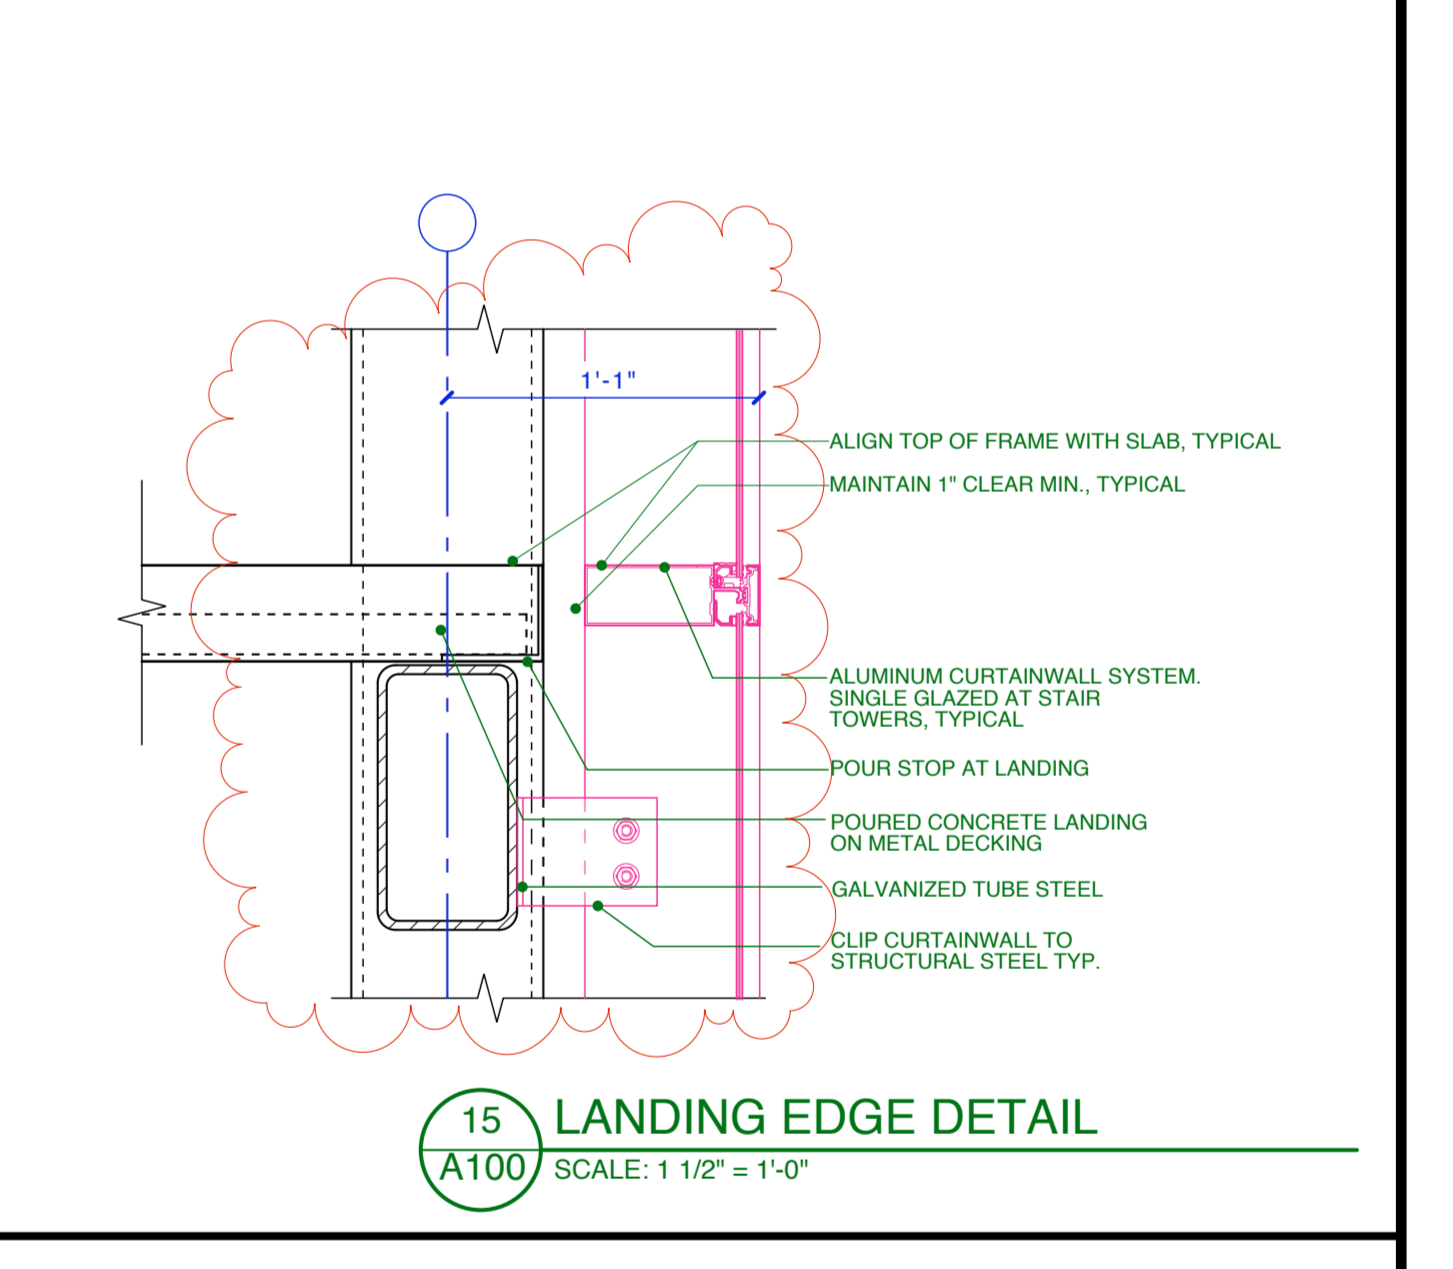 1'-1"
ALIGN TOP OF FRAME WITH SLAB, TYPICAL
MAINTAIN 1" CLEAR MIN., TYPICAL
ALUMINUM CURTAINWALL SYSTEM.
SINGLE GLAZED AT STAIR
TOWERS, TYPICAL
POUR STOP AT LANDING
POURED CONCRETE LANDING
ON METAL DECKING
GALVANIZED TUBE STEEL
CLIP CURTAINWALL TO
STRUCTURAL STEEL TYP.
15
A100
LANDING EDGE DETAIL
SCALE: 1 1/2" = 1'-0"